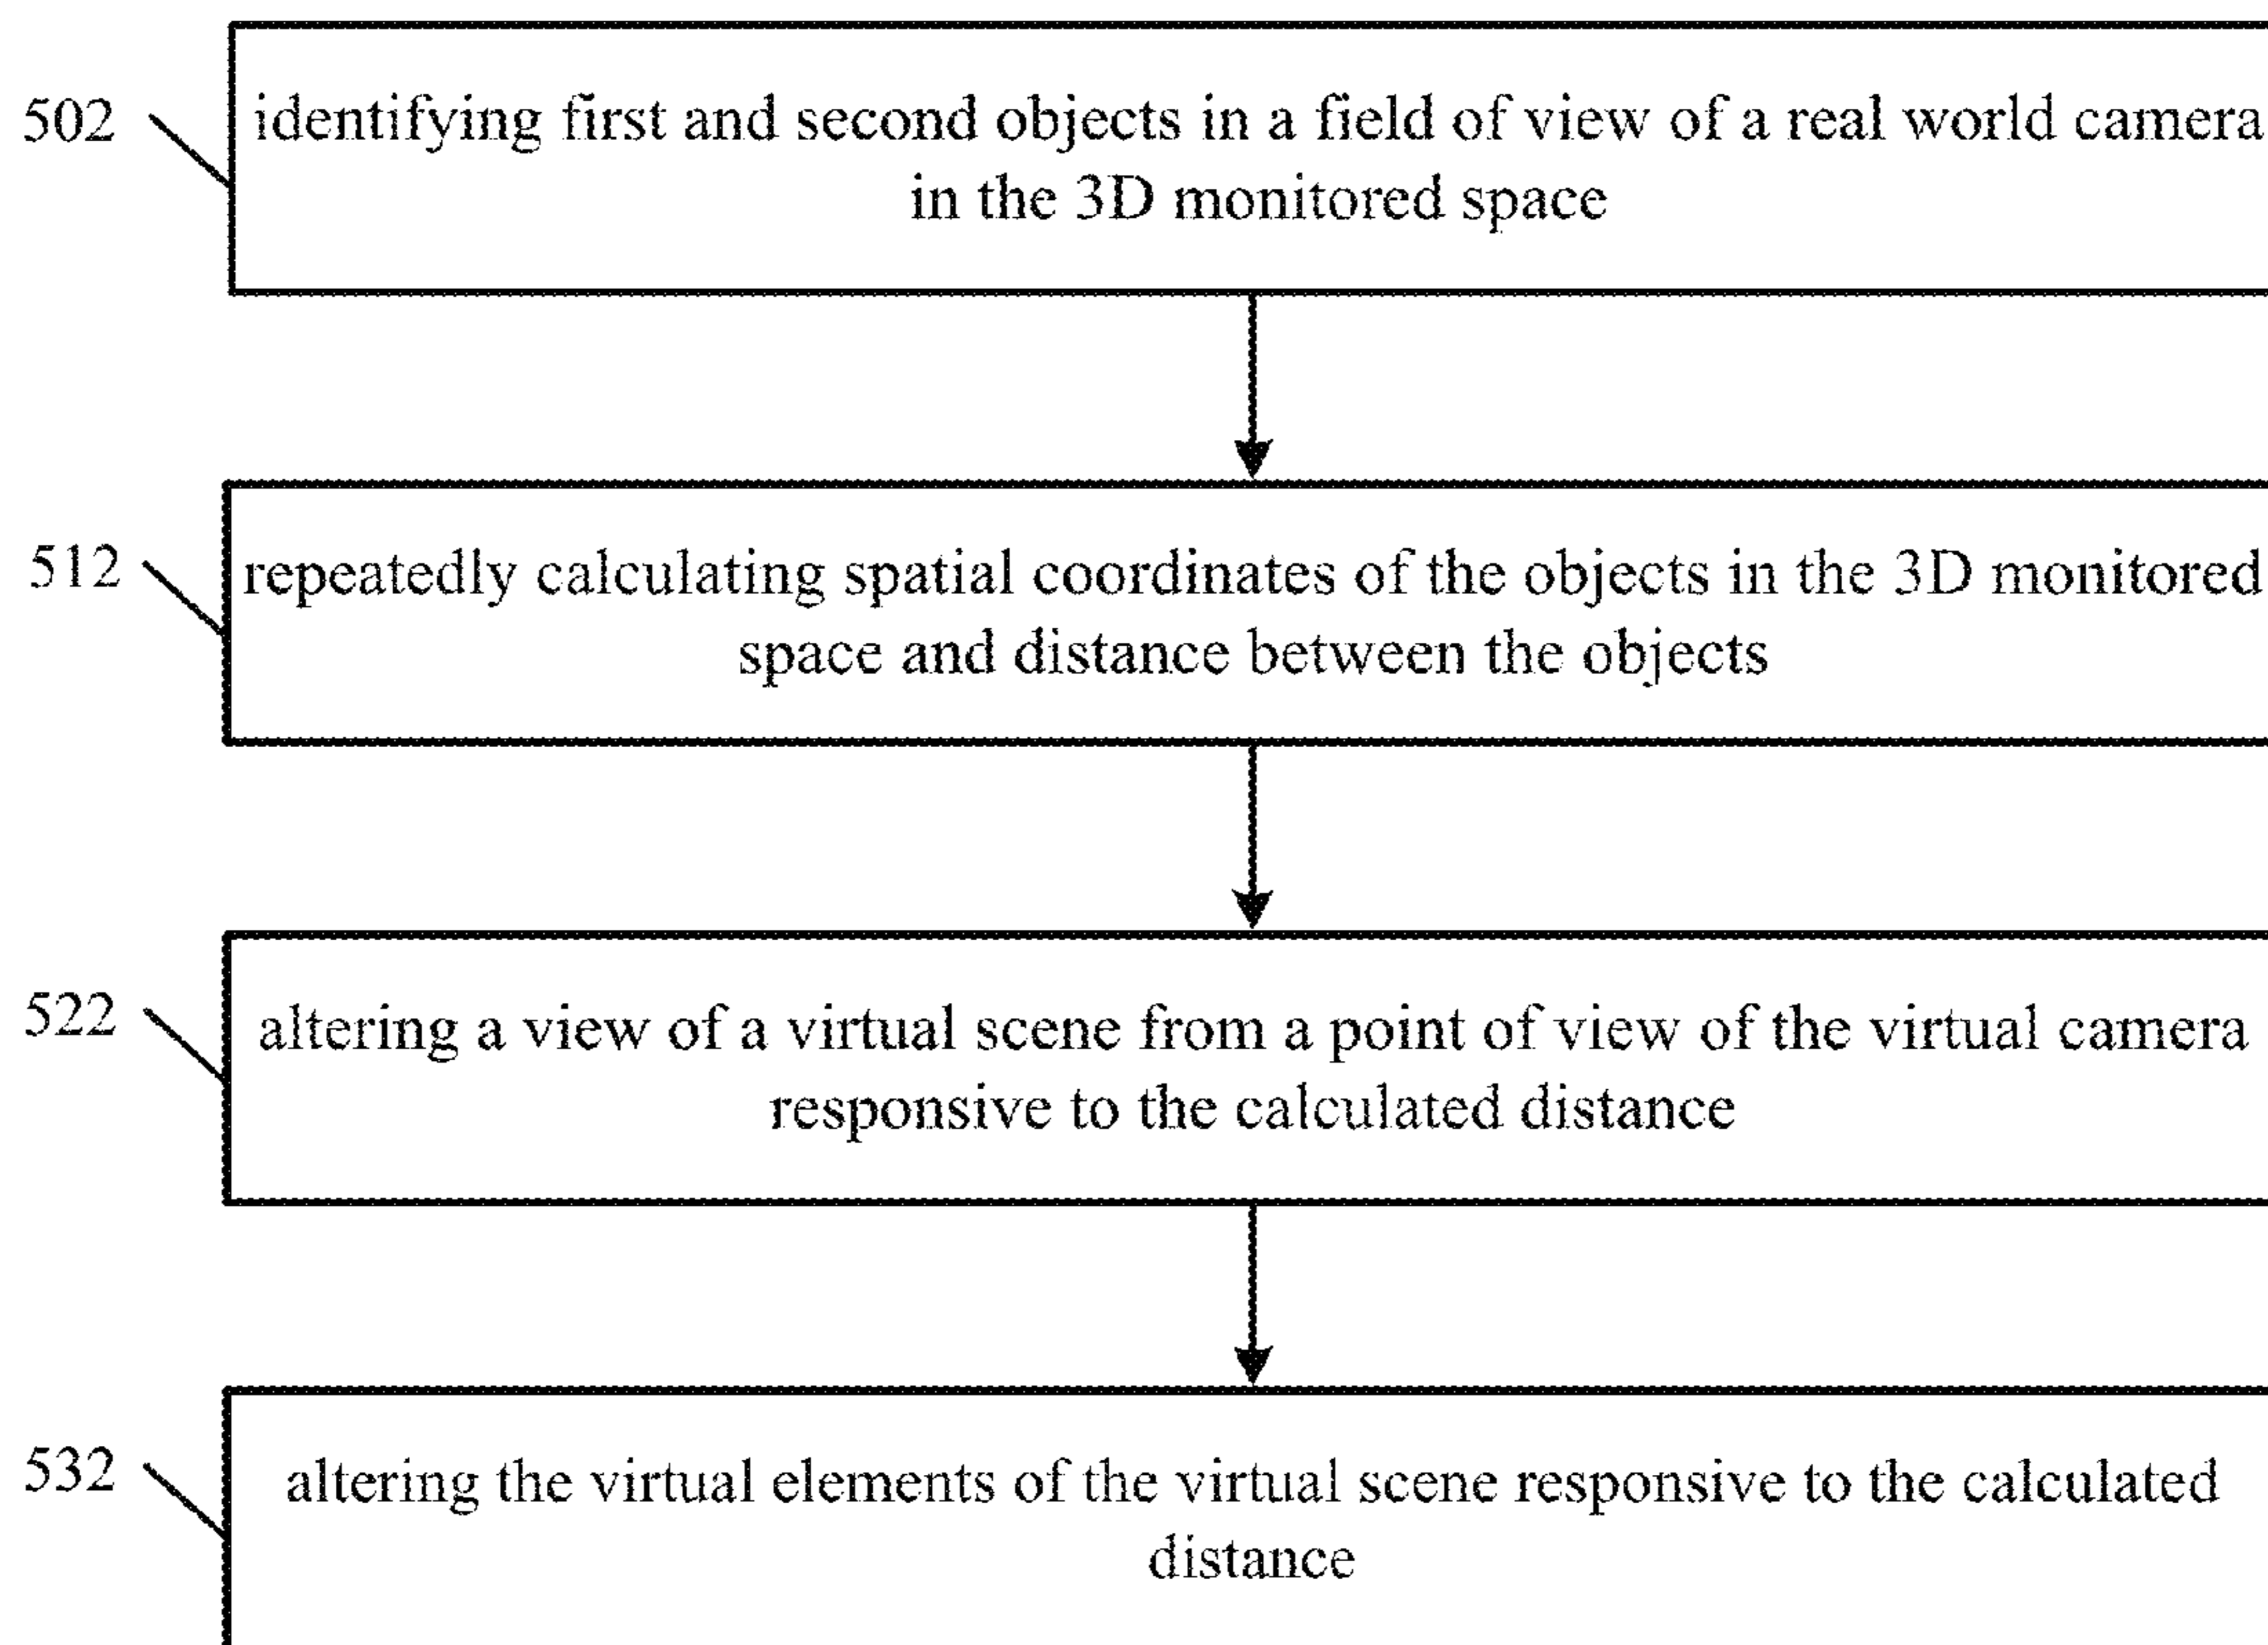 502
identifying first and second objects in a field of view of a real world camera
in the 3D monitored space
512
repeatedly calculating spatial coordinates of the objects in the 3D monitored
space and distance between the objects
522
altering a view of a virtual scene from a point of view of the virtual camera
responsive to the calculated distance
532
altering the virtual elements of the virtual scene responsive to the calculated
distance